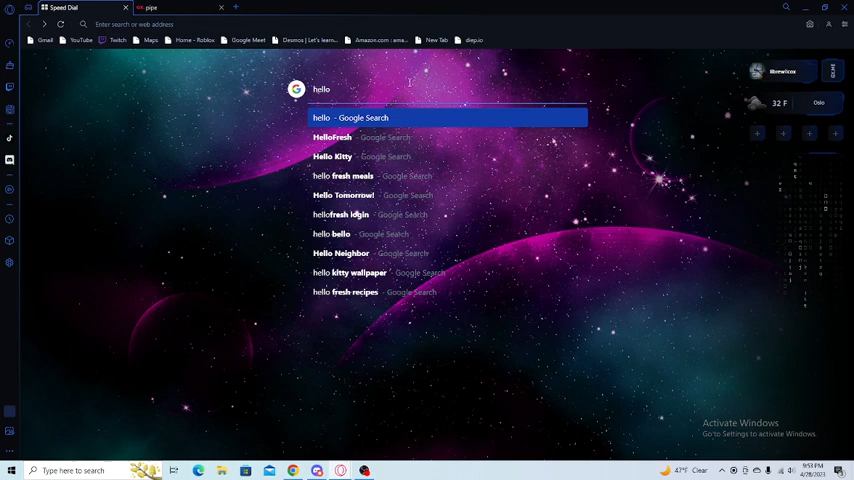 Speed Dial
pipe
Enter search or web address
Gmail YouTube Twitch Maps Home - Roblox Google Meet Desmos | Let's learn... Amazon.com : ama... New Tab diep.io
hello
hello - Google Search
HelloFresh - Google Search
Hello Kitty - Google Search
hello fresh meals - Google Search
Hello Tomorrow! - Google Search
hellofresh login - Google Search
hello bello - Google Search
Hello Neighbor - Google Search
hello kitty wallpaper - Google Search
hello fresh recipes - Google Search
32 F Oslo
Activate Windows
Go to Settings to activate Windows.
Type here to search
47°F Clear
9:53 PM
4/28/2023